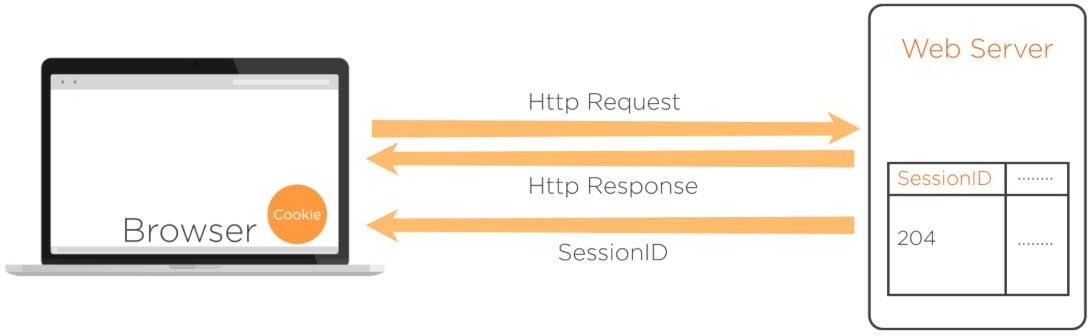 Web Server
Http Request
Http Response
SessionID
SessionID ........
204 ........
Browser
Cookie